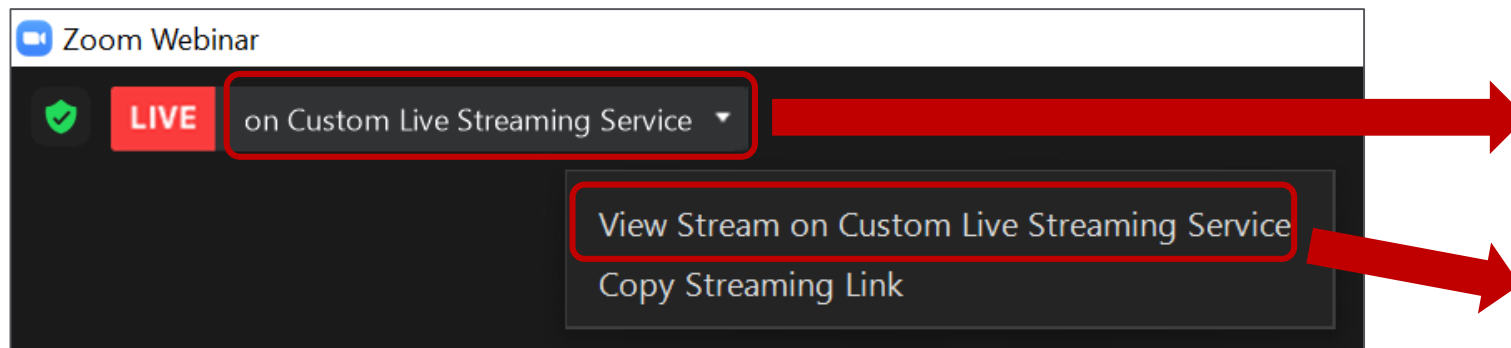 Zoom Webinar
LIVE on Custom Live Streaming Service
View Stream on Custom Live Streaming Service
Copy Streaming Link